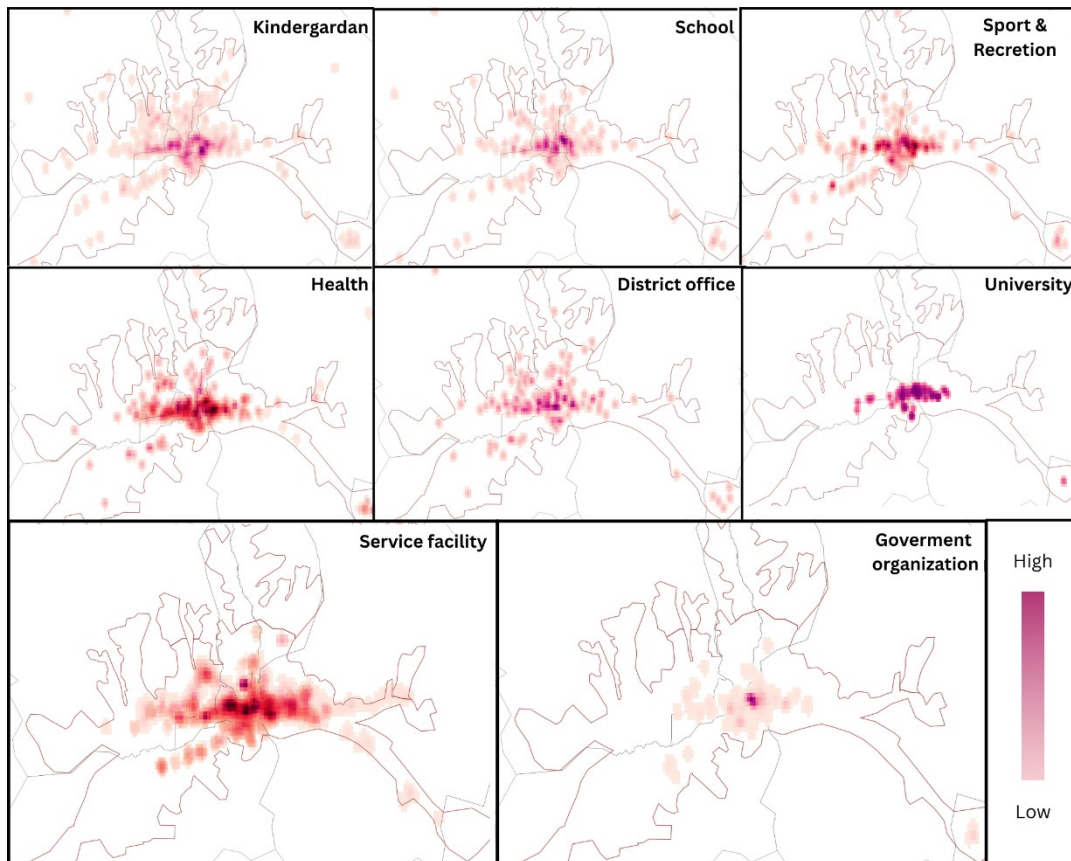 Kindergardan
School
Sport &
Recretion
Health
District office
University
Service facility
Goverment
organization
High
Low